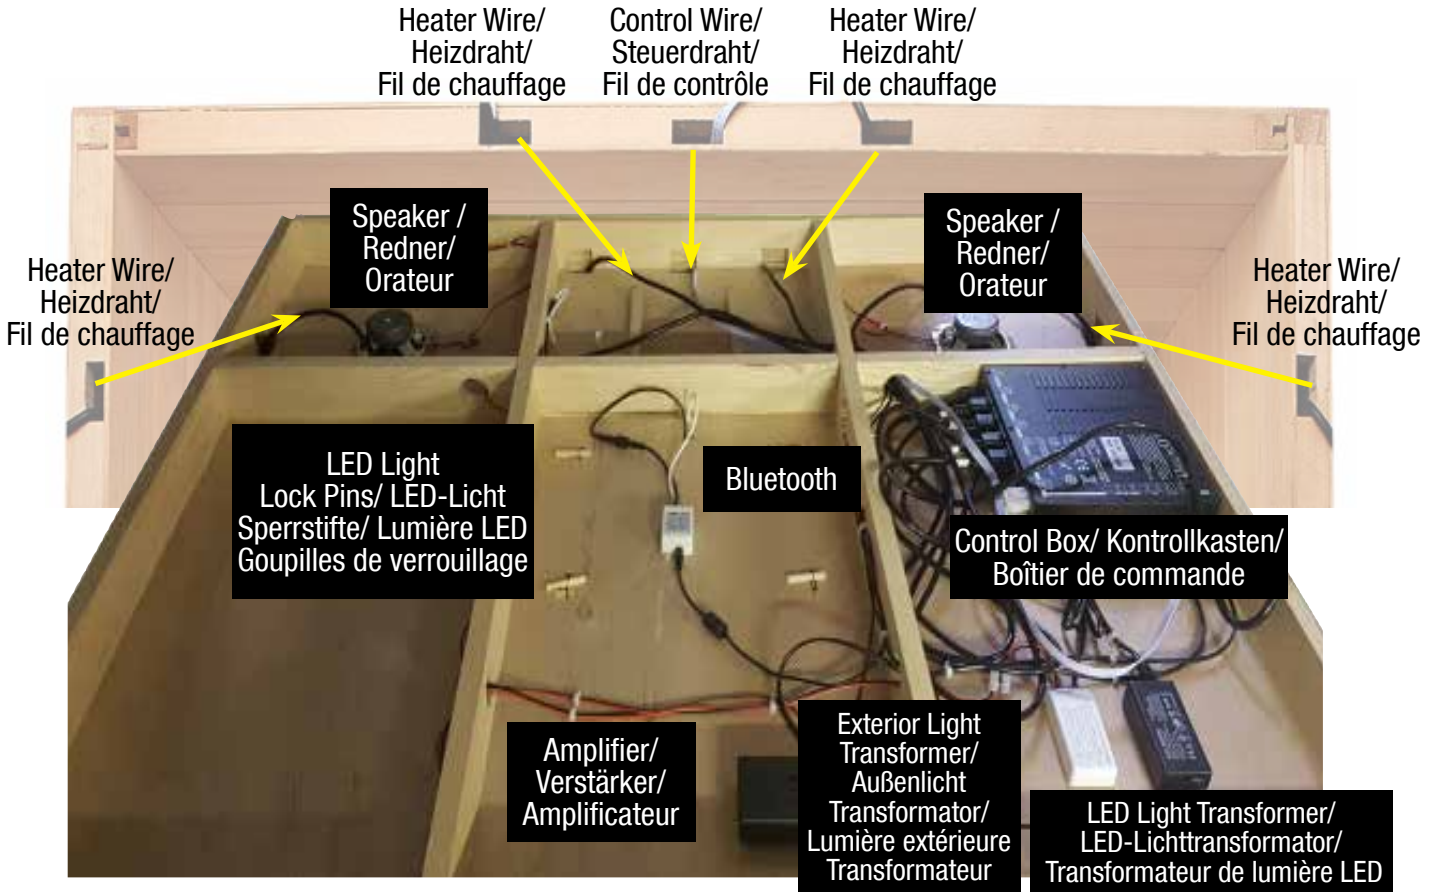 Heater Wire/
Heizdraht/
Fil de chauffage
Control Wire/
Steuerdraht/
Fil de contrôle
Heater Wire/
Heizdraht/
Fil de chauffage
Speaker /
Redner/
Orateur
Speaker /
Redner/
Orateur
Heater Wire/
Heizdraht/
Fil de chauffage
Heater Wire/
Heizdraht/
Fil de chauffage
LED Light
Lock Pins/ LED-Licht
Sperrstifte/ Lumière LED
Goupilles de verrouillage
Bluetooth
Control Box/ Kontrollkasten/
Boîtier de commande
Amplifier/
Verstärker/
Amplificateur
Exterior Light
Transformer/
Außenlicht
Transformator/
Lumière extérieure
Transformateur
LED Light Transformer/
LED-Lichttransformator/
Transformateur de lumière LED